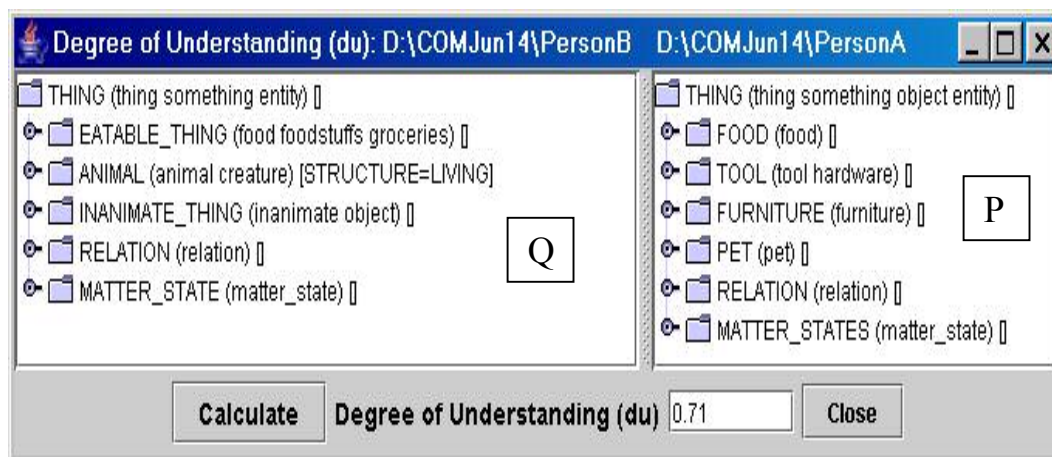 Degree of Understanding (du): D:\COMJun14\PersonB D:\COMJun14\PersonA
THING (thing something entity) []
EATABLE_THING (food foodstuffs groceries) []
ANIMAL (animal creature) [STRUCTURE=LIVING]
INANIMATE_THING (inanimate object) []
RELATION (relation) []
MATTER_STATE (matter_state) []
Q
THING (thing something object entity) []
FOOD (food) []
TOOL (tool hardware) []
FURNITURE (furniture) []
PET (pet) []
RELATION (relation) []
MATTER_STATES (matter_state) []
P
Calculate Degree of Understanding (du) 0.71 Close